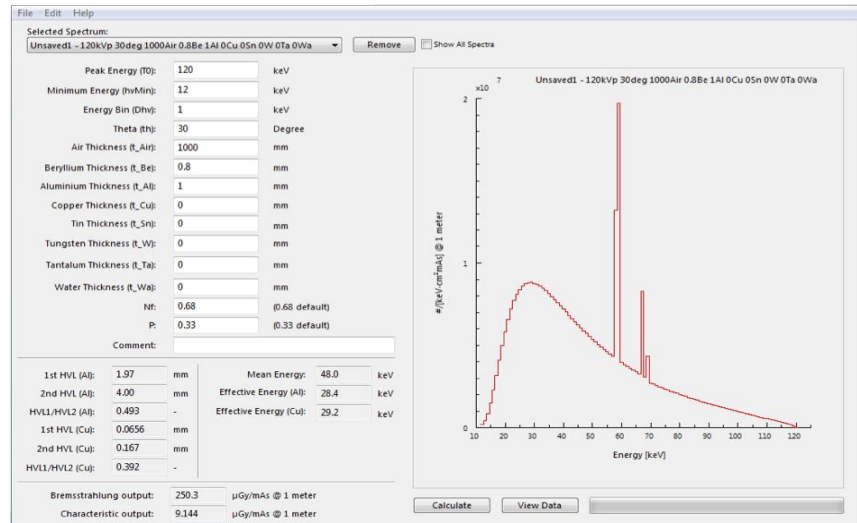 File Edit Help
Selected Spectrum:
Unsaved1 - 120kVp 30deg 1000Air 0.8Be 1Al 0Cu 0Sn 0W 0Ta 0Wa Remove Show All Spectra
Peak Energy (T0): 120 keV
Minimum Energy (hvMin): 12 keV
Energy Bin (Dhv): 1 keV
Theta (th): 30 Degree
Air Thickness (t_Air): 1000 mm
Beryllium Thickness (t_Be): 0.8 mm
Aluminium Thickness (t_Al): 1 mm
Copper Thickness (t_Cu): 0 mm
Tin Thickness (t_Sn): 0 mm
Tungsten Thickness (t_W): 0 mm
Tantalum Thickness (t_Ta): 0 mm
Water Thickness (t_Wa): 0 mm
Nf: 0.68 (0.68 default)
P: 0.33 (0.33 default)
Comment:
1st HVL (Al): 1.97 mm
2nd HVL (Al): 4.00 mm
HVL1/HVL2 (Al): 0.493 -
1st HVL (Cu): 0.0656 mm
2nd HVL (Cu): 0.167 mm
HVL1/HVL2 (Cu): 0.392 -
Mean Energy: 48.0 keV
Effective Energy (Al): 28.4 keV
Effective Energy (Cu): 29.2 keV
Bremsstrahlung output: 250.3 µGy/mAs @ 1 meter
Characteristic output: 9.144 µGy/mAs @ 1 meter
x10 7
Unsaved1 - 120kVp 30deg 1000Air 0.8Be 1Al 0Cu 0Sn 0W 0Ta 0Wa
2
1
0
#/[keV-cm²mAs] @ 1 meter
10 20 30 40 50 60 70 80 90 100 110 120
Energy [keV]
Calculate View Data